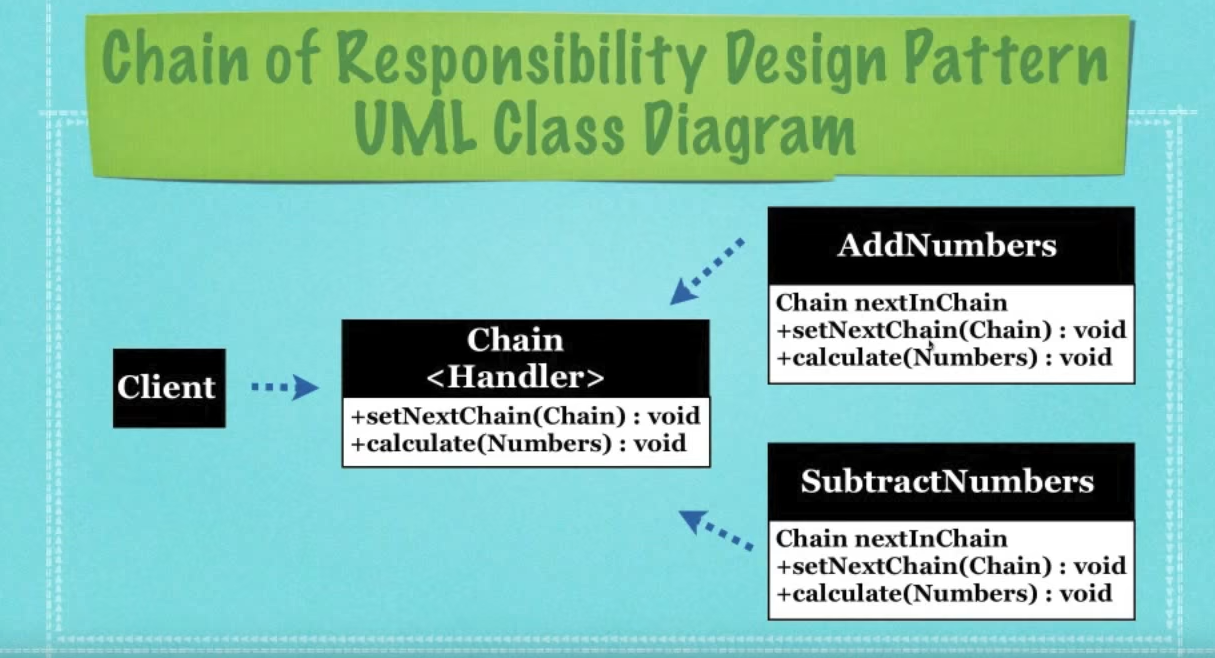 Chain of Responsibility Design Pattern
UML Class Diagram
Client
Chain
<Handler>
+setNextChain(Chain) : void
+calculate(Numbers) : void
AddNumbers
Chain nextInChain
+setNextChain(Chain) : void
+calculate(Numbers) : void
SubtractNumbers
Chain nextInChain
+setNextChain(Chain) : void
+calculate(Numbers) : void